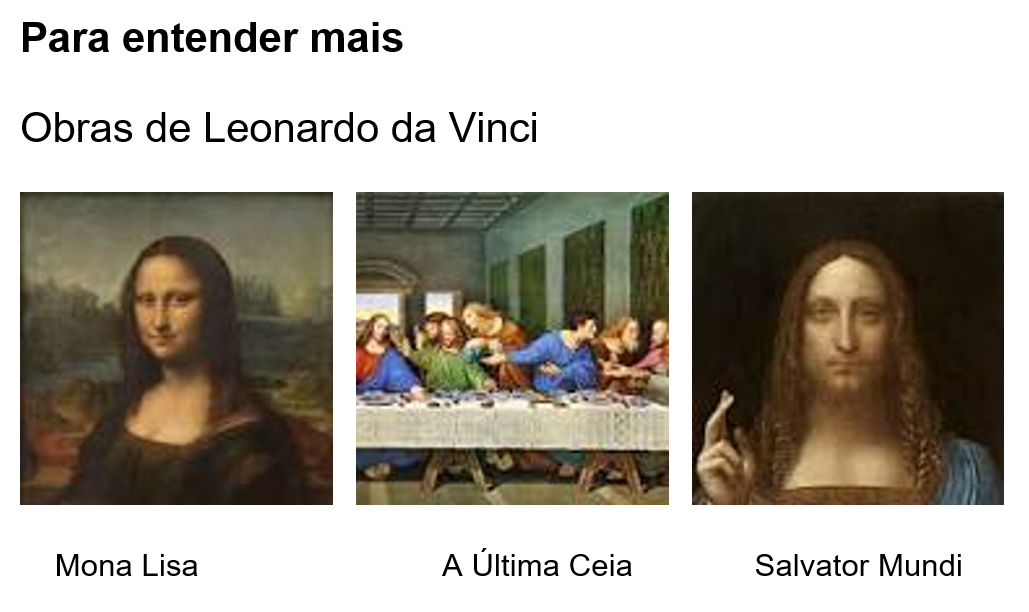 Para entender mais
Obras de Leonardo da Vinci
Mona Lisa
A Última Ceia
Salvator Mundi